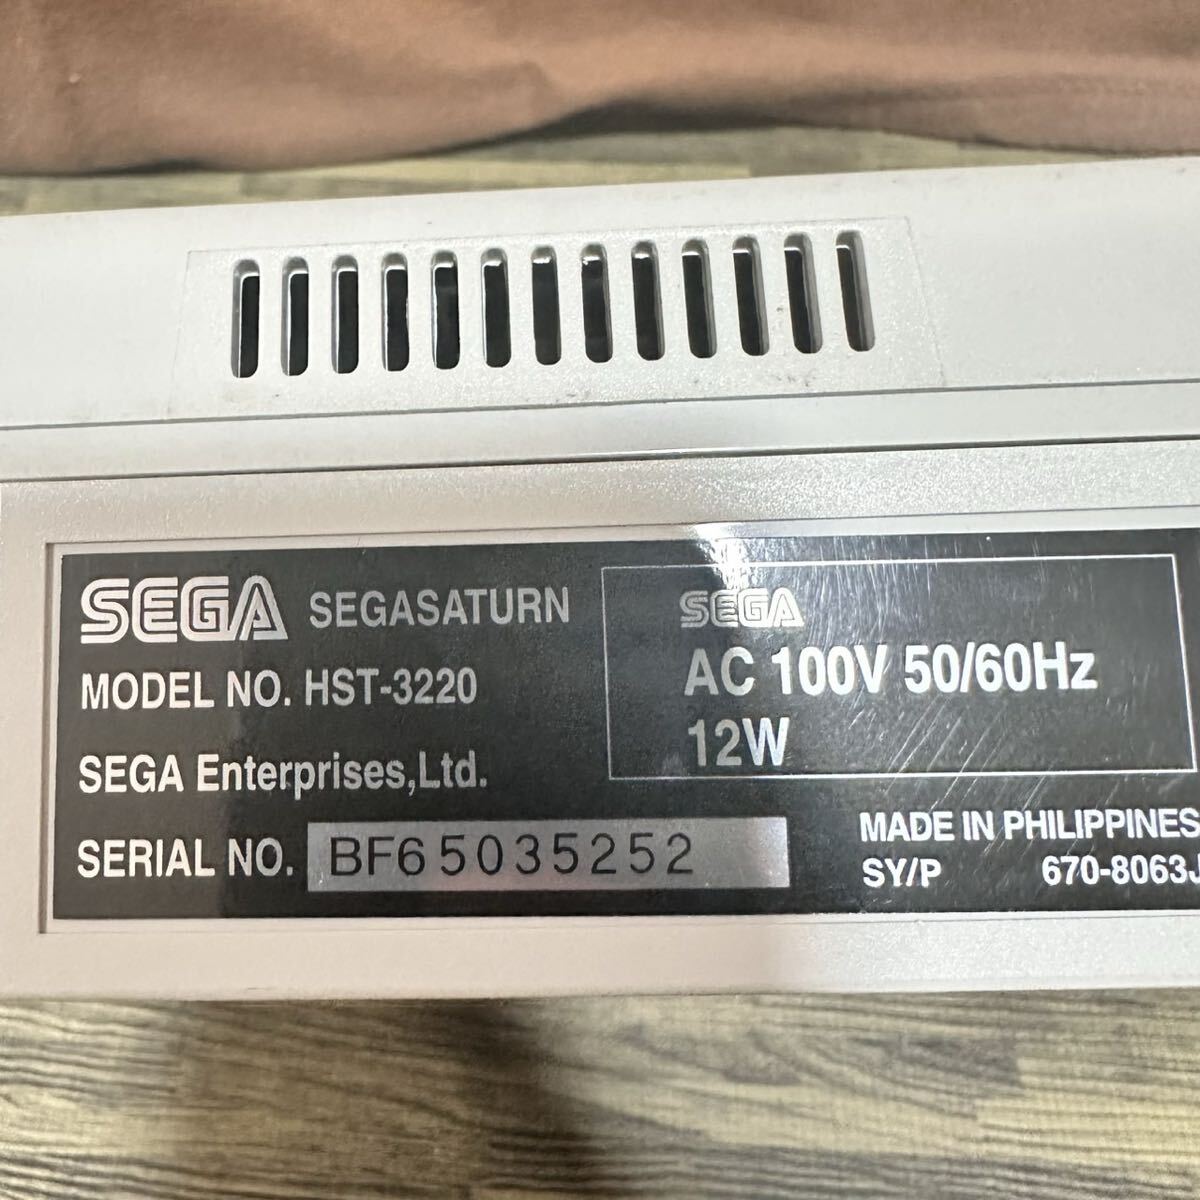 SEGA SEGASATURN
MODEL NO. HST-3220
SEGA Enterprises,Ltd.
SERIAL NO. BF65035252
SEGA
AC 100V 50/60Hz
12W
MADE IN PHILIPPINES
SY/P 670-8063J